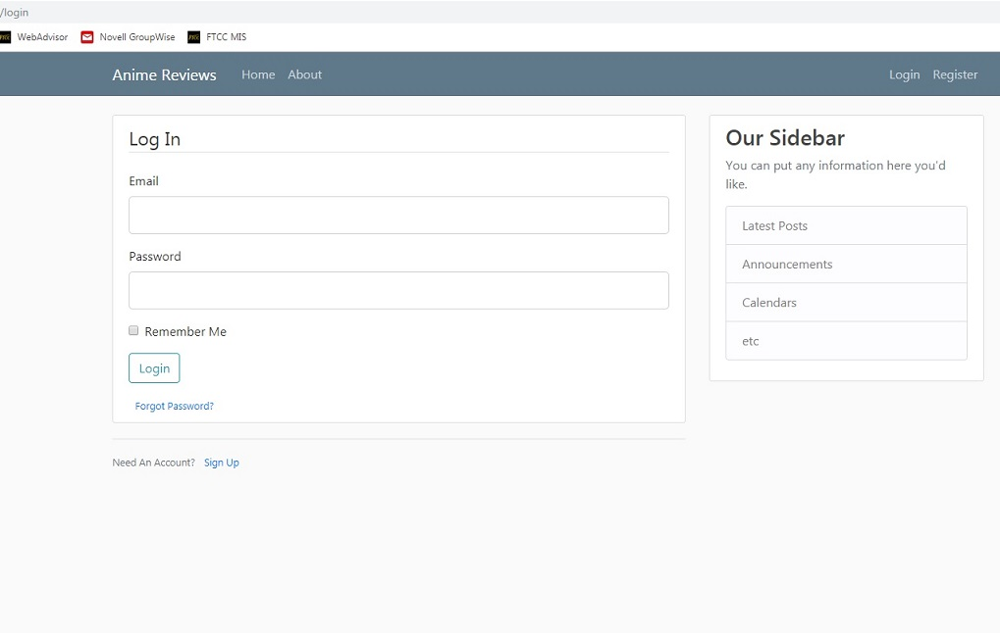 /login
WebAdvisor Novell GroupWise FTCC MIS
Anime Reviews Home About Login Register
Log In
Email
Password
Remember Me
Login
Forgot Password?
Need An Account? Sign Up
Our Sidebar
You can put any information here you'd
like.
Latest Posts
Announcements
Calendars
etc